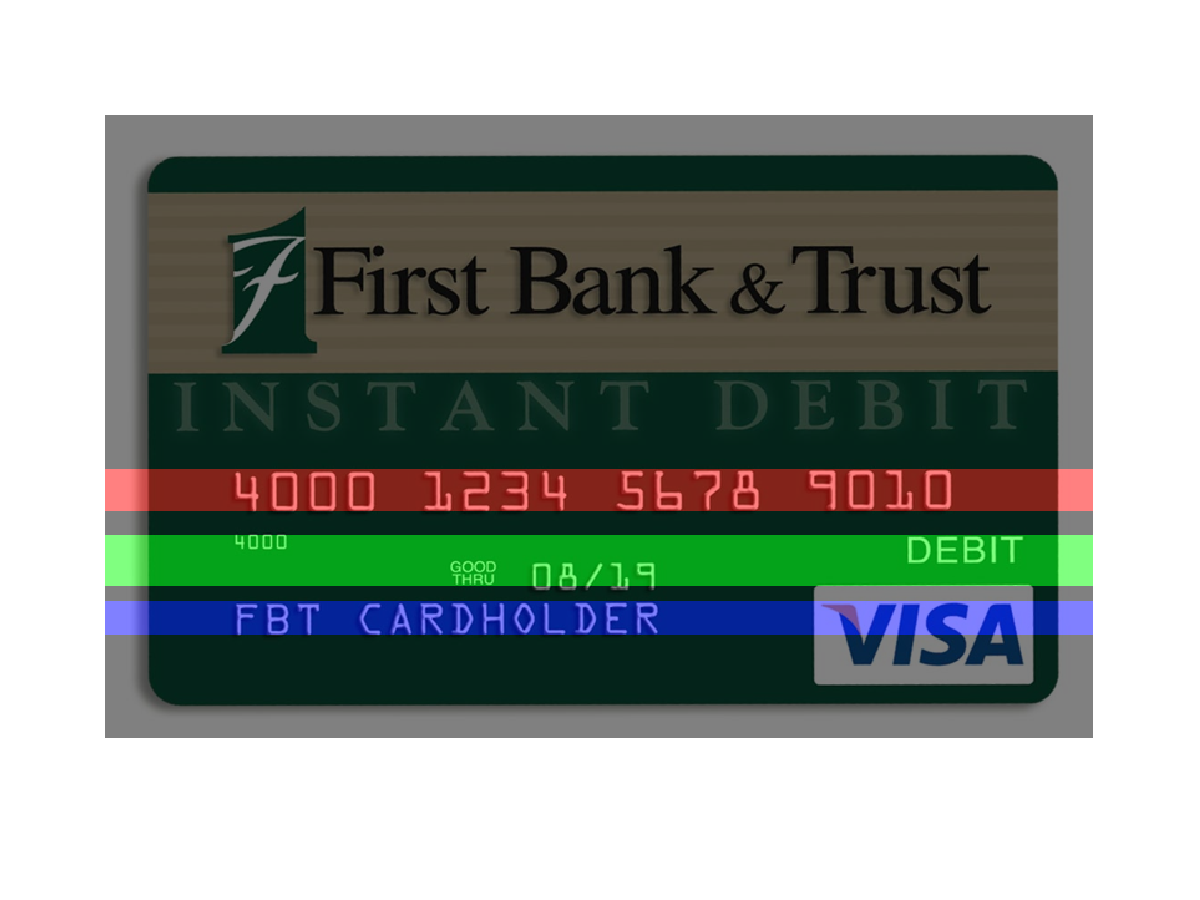 First Bank & Trust
INSTANT DEBIT
4000 1234 5678 9010
4000
DEBIT
GOOD THRU 08/19
FBT CARDHOLDER
VISA